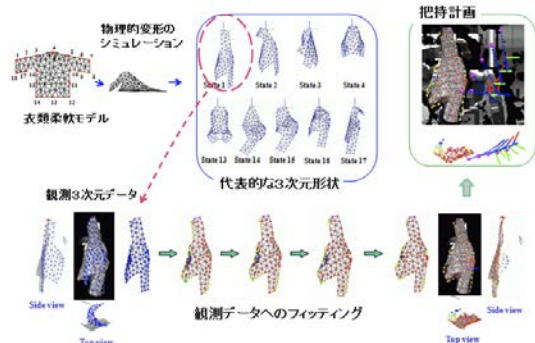 物理的変形の
シミュレーション
衣類柔軟モデル
State 1
State 2
State 3
State 4
State 13
State 14
State 15
State 16
State 17
代表的な3次元形状
把持計画
観測3次元データ
Side view
Top view
観測データへのフィッティング
Top view
Side view